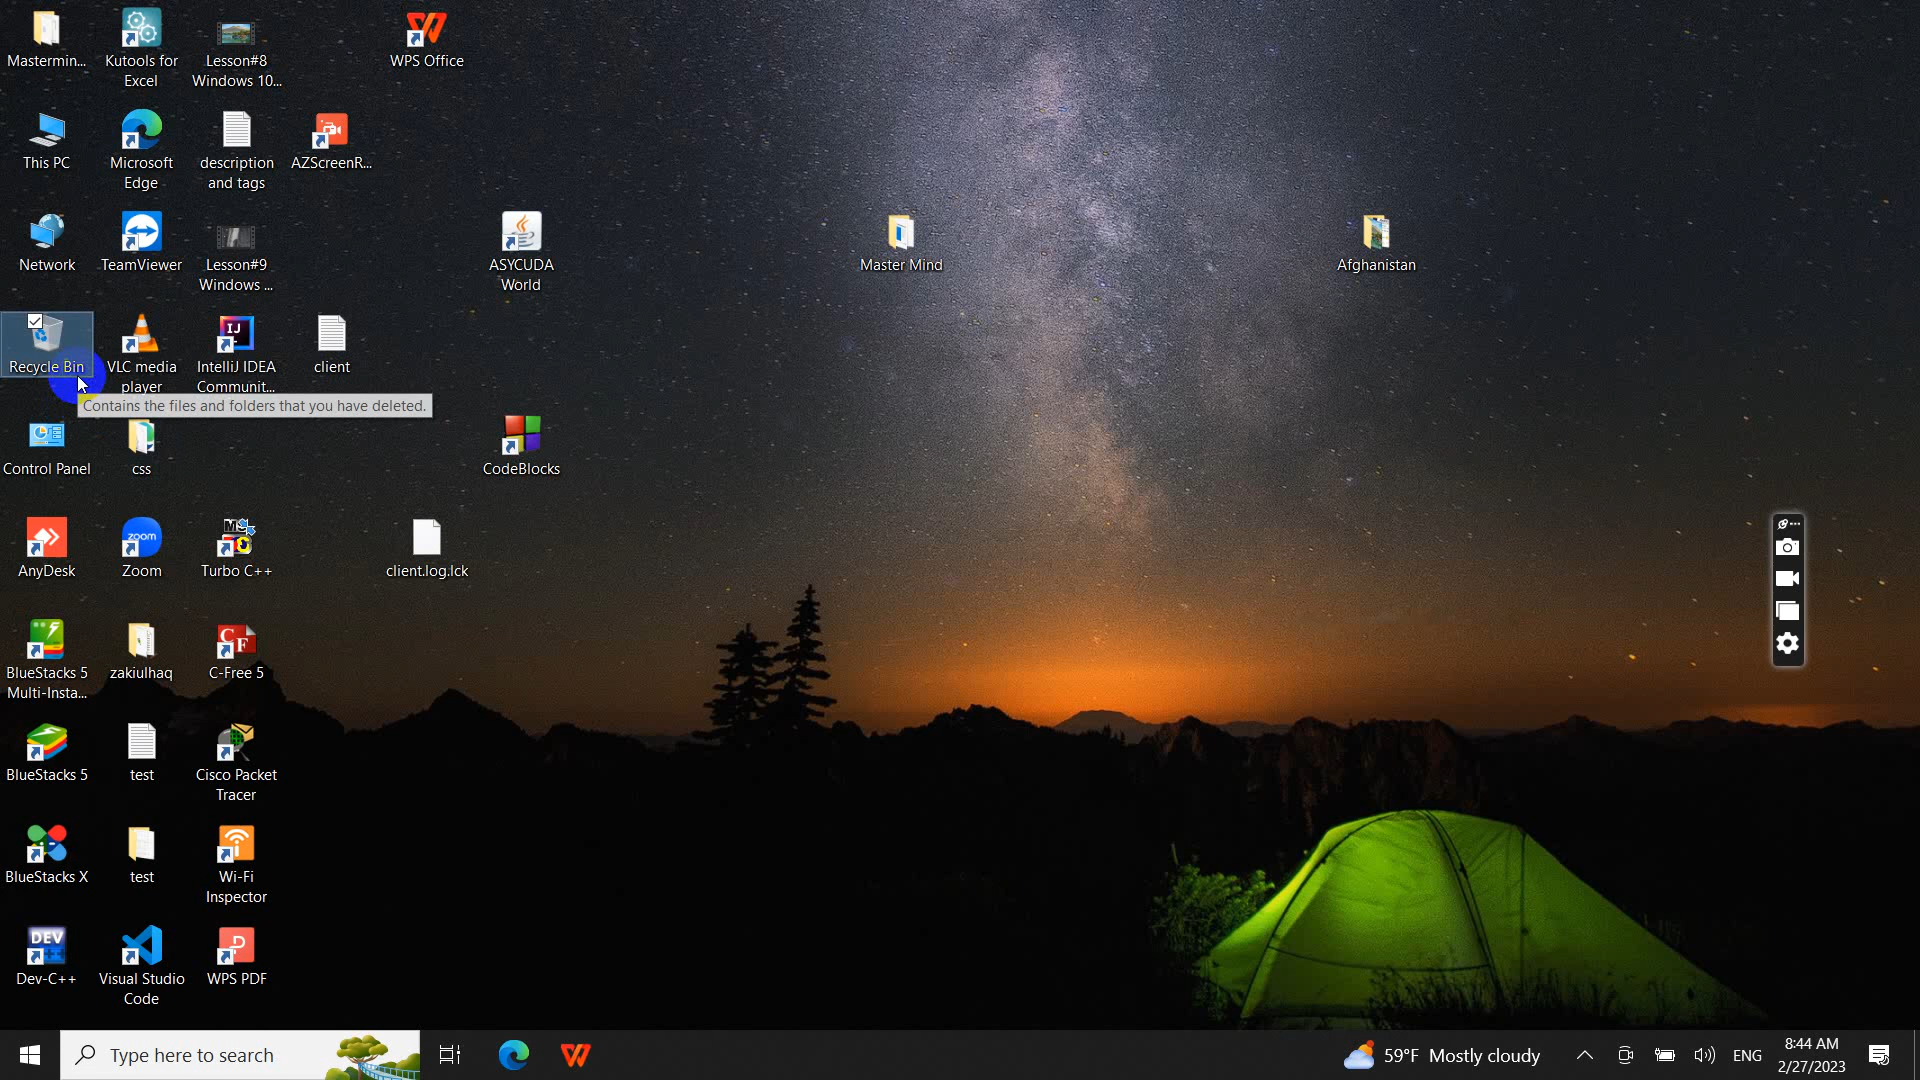 Mastermin...
Kutools for
Excel
Lesson#8
Windows 10...
WPS Office
This PC
Microsoft
Edge
description
and tags
AZScreenR...
Network
TeamViewer
Lesson#9
Windows ...
ASYCUDA
World
Master Mind
Afghanistan
Recycle Bin
VLC media
player
IJ
IntelliJ IDEA
Communit...
client
Contains the files and folders that you have deleted.
Control Panel
css
CodeBlocks
AnyDesk
zoom
Zoom
Turbo C++
client.log.lck
BlueStacks 5
Multi-Insta...
zakiulhaq
CF
C-Free 5
BlueStacks 5
test
Cisco Packet
Tracer
BlueStacks X
test
Wi-Fi
Inspector
DEV
Dev-C++
Visual Studio
Code
WPS PDF
Type here to search
59°F Mostly cloudy
ENG
8:44 AM
2/27/2023